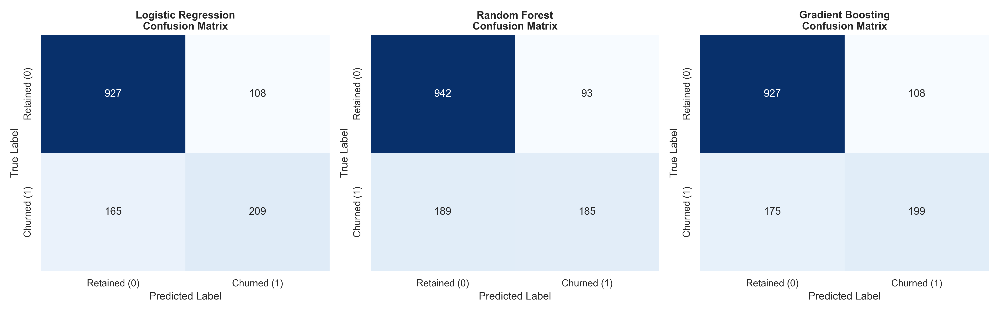 Logistic Regression
Confusion Matrix
True Label
Retained (0)
Churned (1)
927
108
165
209
Retained (0)
Churned (1)
Predicted Label
Random Forest
Confusion Matrix
True Label
Retained (0)
Churned (1)
942
93
189
185
Retained (0)
Churned (1)
Predicted Label
Gradient Boosting
Confusion Matrix
True Label
Retained (0)
Churned (1)
927
108
175
199
Retained (0)
Churned (1)
Predicted Label